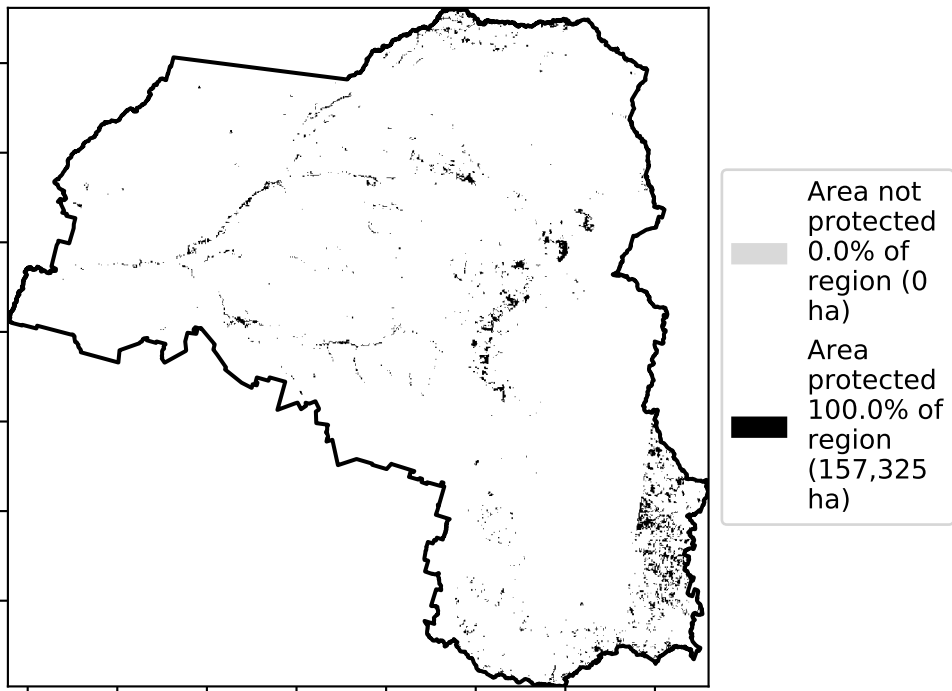 Area not
protected
0.0% of
region (0
ha)
Area
protected
100.0% of
region
(157,325
ha)